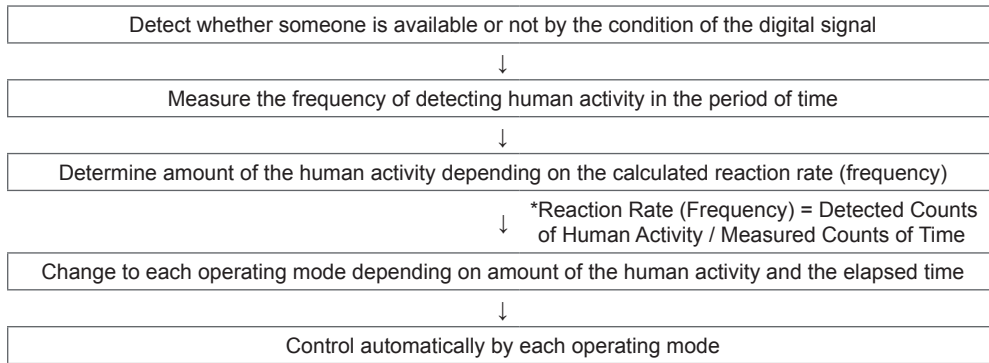 Detect whether someone is available or not by the condition of the digital signal
↓
Measure the frequency of detecting human activity in the period of time
↓
Determine amount of the human activity depending on the calculated reaction rate (frequency)
↓
*Reaction Rate (Frequency) = Detected Counts
of Human Activity / Measured Counts of Time
Change to each operating mode depending on amount of the human activity and the elapsed time
↓
Control automatically by each operating mode